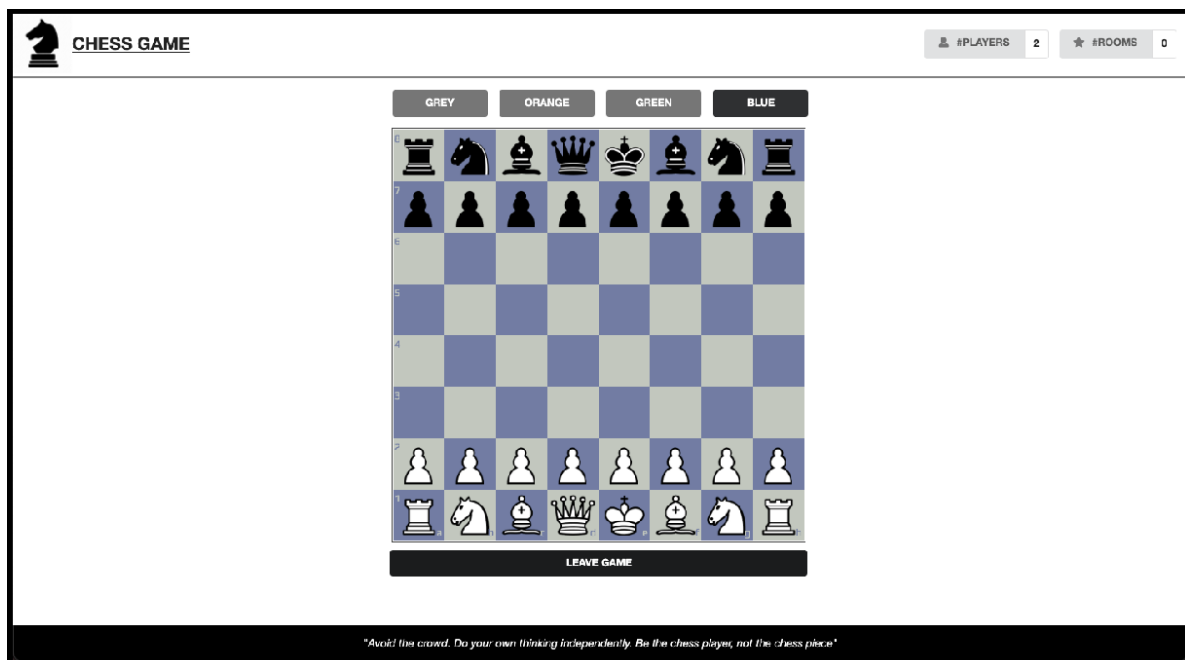 CHESS GAME
#PLAYERS 2 #ROOMS 0
GREY ORANGE GREEN BLUE
8
7
6
5
4
3
2
1
a h g h
LEAVE GAME
"Avoid the crowd. Do your own thinking independently. Be the chess player, not the chess piece"